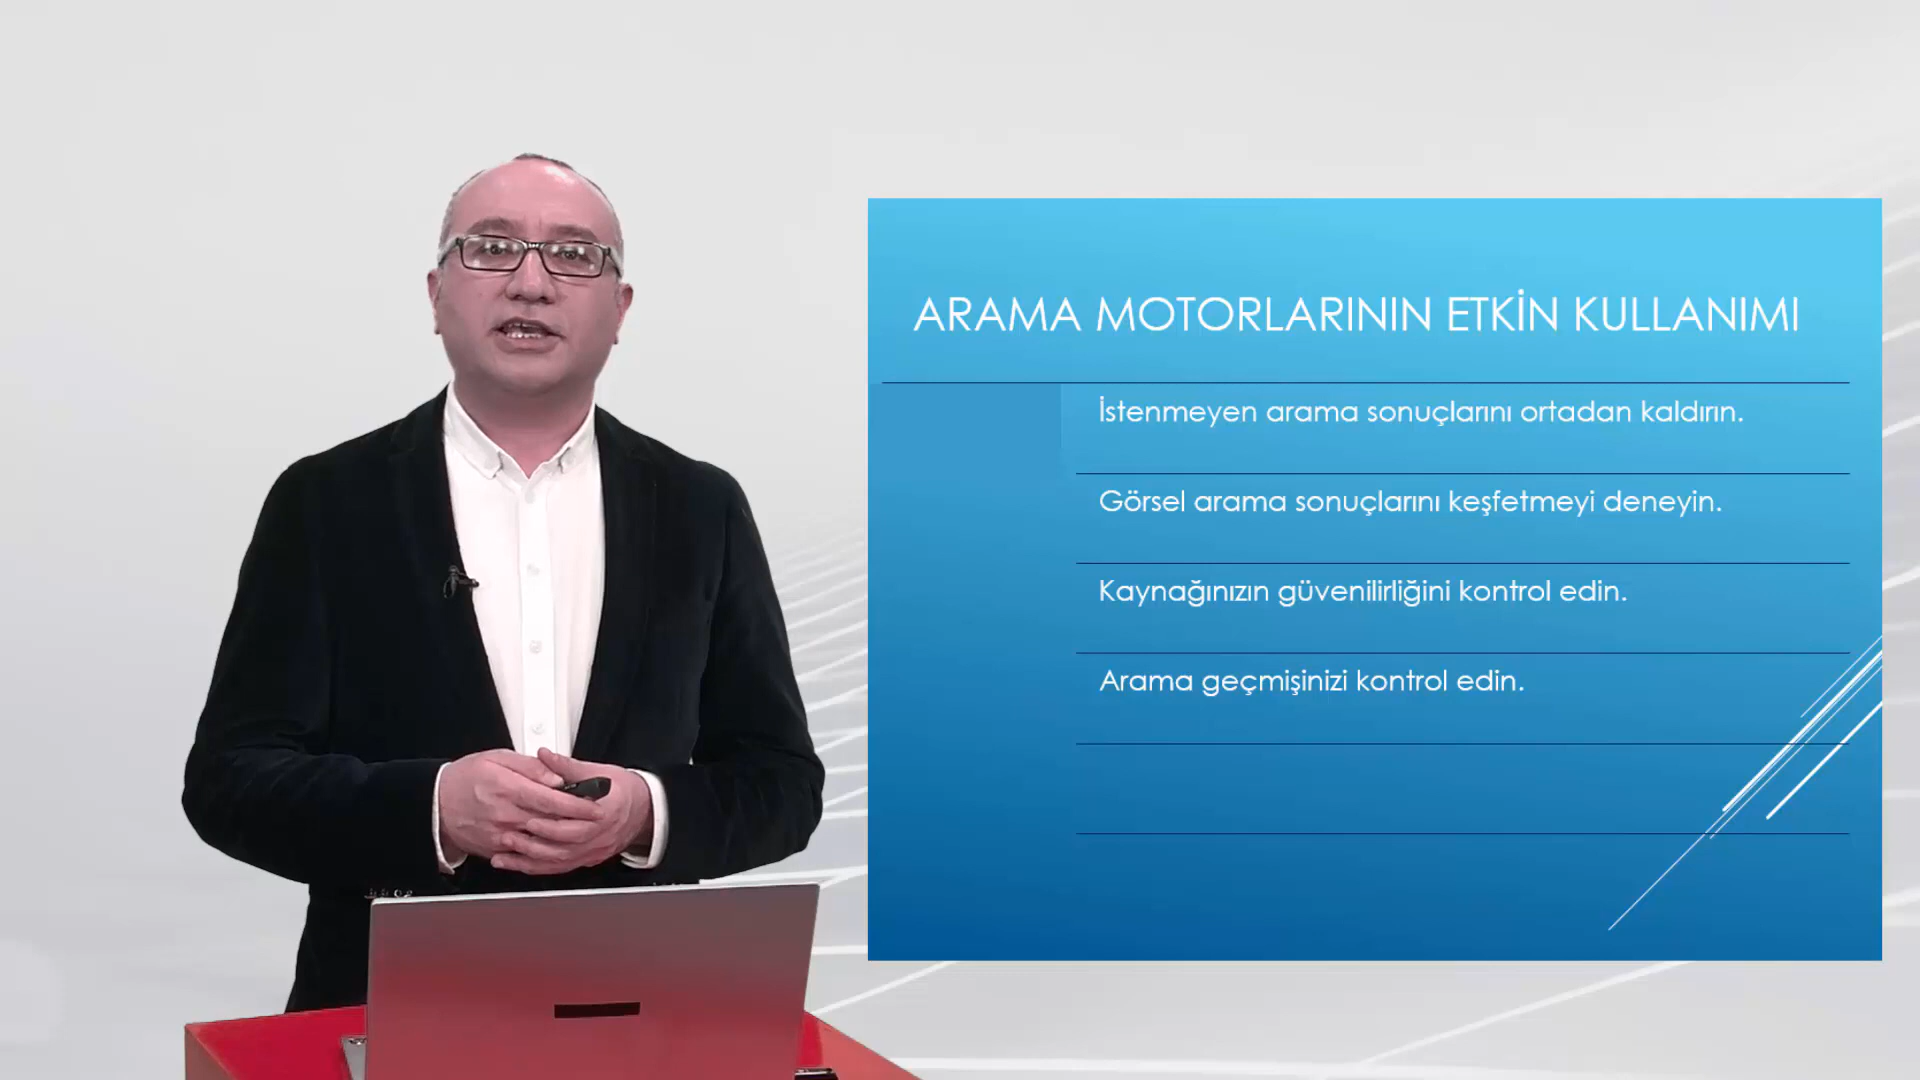 ARAMA MOTORLARININ ETKİN KULLANIMI
İstenmeyen arama sonuçlarını ortadan kaldırın.
Görsel arama sonuçlarını keşfetmeyi deneyin.
Kaynağınızın güvenilirliğini kontrol edin.
Arama geçmişinizi kontrol edin.